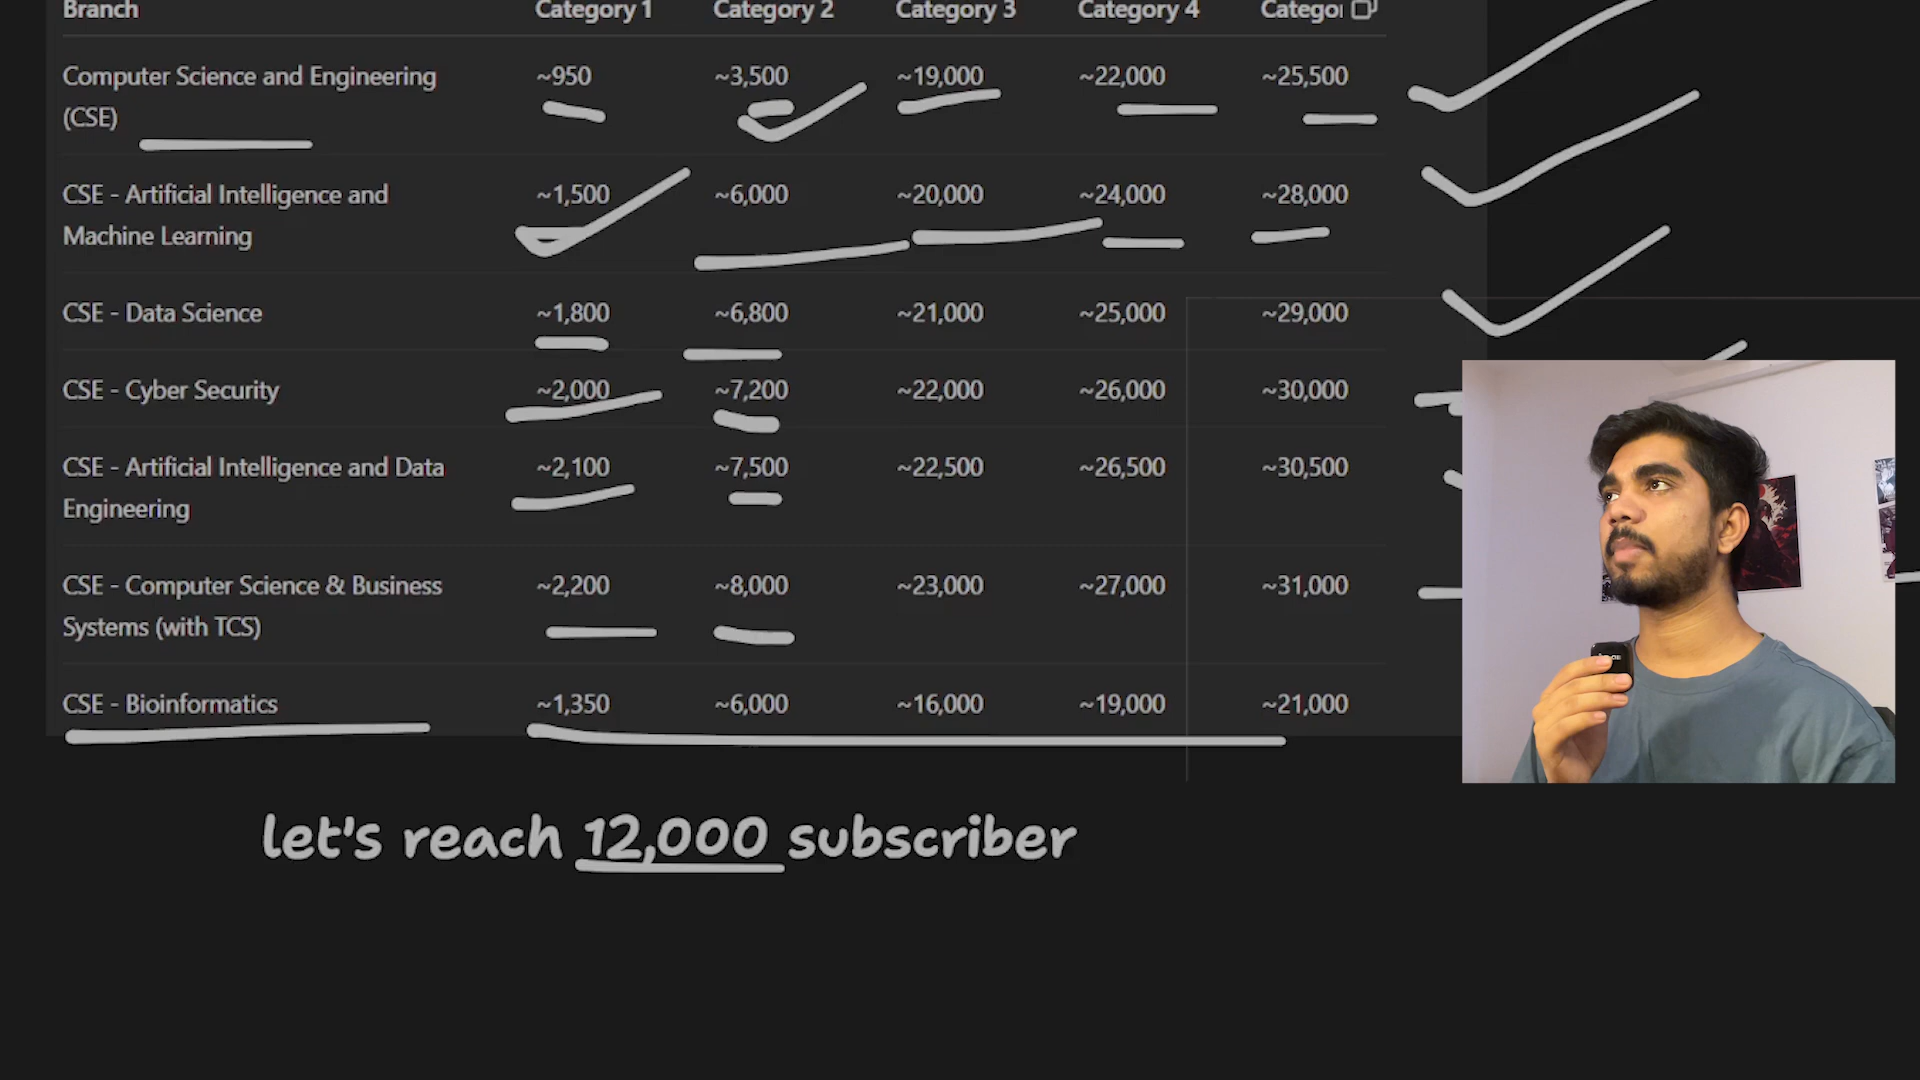 Branch Category 1 Category 2 Category 3 Category 4 Categor
Computer Science and Engineering ~950 ~3,500 ~19,000 ~22,000 ~25,500
(CSE)
CSE - Artificial Intelligence and ~1,500 ~6,000 ~20,000 ~24,000 ~28,000
Machine Learning
CSE - Data Science ~1,800 ~6,800 ~21,000 ~25,000 ~29,000
CSE - Cyber Security ~2,000 ~7,200 ~22,000 ~26,000 ~30,000
CSE - Artificial Intelligence and Data ~2,100 ~7,500 ~22,500 ~26,500 ~30,500
Engineering
CSE - Computer Science & Business ~2,200 ~8,000 ~23,000 ~27,000 ~31,000
Systems (with TCS)
CSE - Bioinformatics ~1,350 ~6,000 ~16,000 ~19,000 ~21,000
let's reach 12,000 subscriber